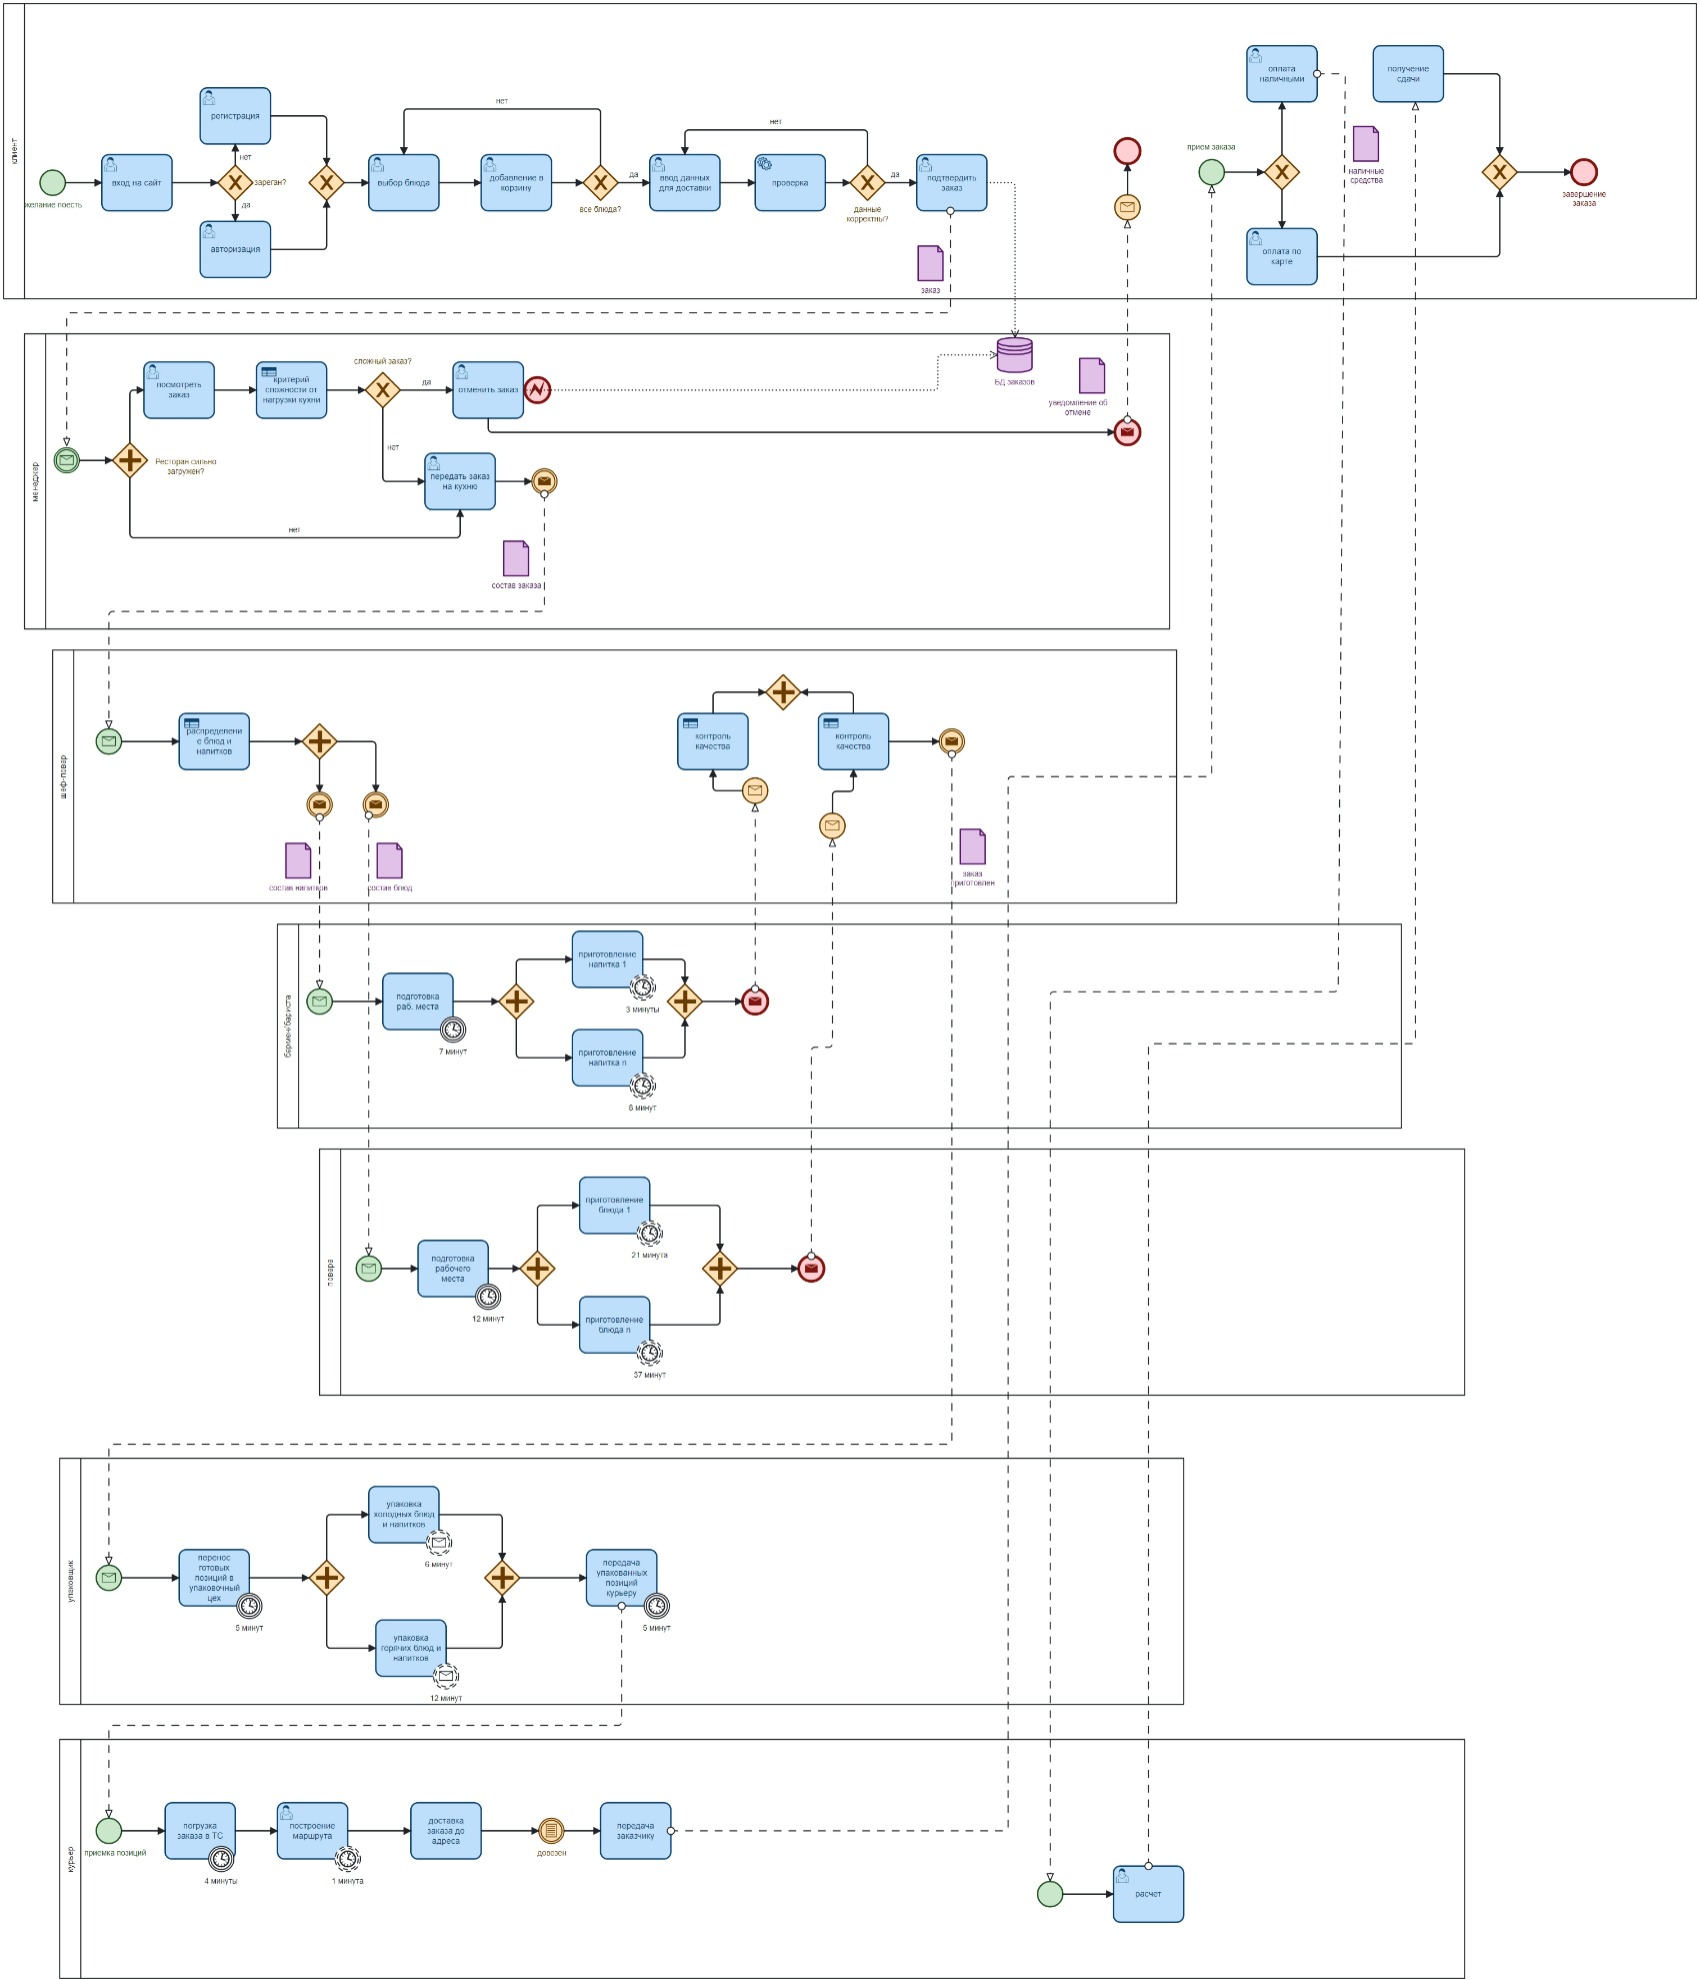 клиент
желание поесть
вход на сайт
регистрация
нет
зареган?
да
авторизация
выбор блюда
нет
добавление в
корзину
все блюда?
да
ввод данных
для доставки
нет
проверка
данные
корректны?
да
подтвердить
заказ
заказ
прием заказа
оплата
наличными
наличные
средства
получение
сдачи
оплата по
карте
завершение
заказа
менеджер
посмотреть
заказ
критерий
сложности от
нагрузки кухни
сложный заказ?
да
отменить заказ
БД заказов
уведомление об
отмене
Ресторан сильно
загружен?
нет
передать заказ
на кухню
нет
состав заказа
шеф-повар
распределени
е блюд и
напитков
состав напитков
состав блюд
контроль
качества
контроль
качества
заказ
приготовлен
бармен/бариста
подготовка
раб. места
7 минут
приготовление
напитка 1
3 минуты
приготовление
напитка n
8 минут
повара
подготовка
рабочего
места
12 минут
приготовление
блюда 1
21 минута
приготовление
блюда n
37 минут
упаковщик
перенос
готовых
позиций в
упаковочный
цех
5 минут
упаковка
холодных блюд
и напитков
6 минут
упаковка
горячих блюд и
напитков
12 минут
передача
упакованных
позиций
курьеру
5 минут
курьер
приемка позиций
погрузка
заказа в ТС
4 минуты
построение
маршрута
1 минута
доставка
заказа до
адреса
довезен
передача
заказчику
расчет